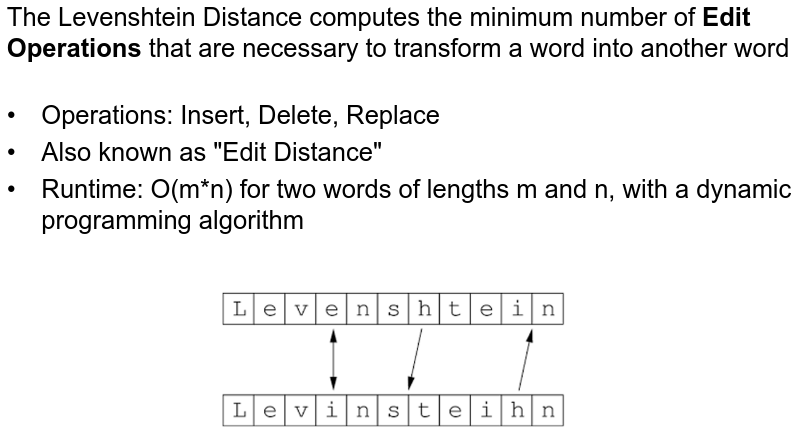 The Levenshtein Distance computes the minimum number of Edit
Operations that are necessary to transform a word into another word
• Operations: Insert, Delete, Replace
• Also known as "Edit Distance"
• Runtime: O(m*n) for two words of lengths m and n, with a dynamic
programming algorithm
L e v e n s h t e i n
L e v i n s t e i h n